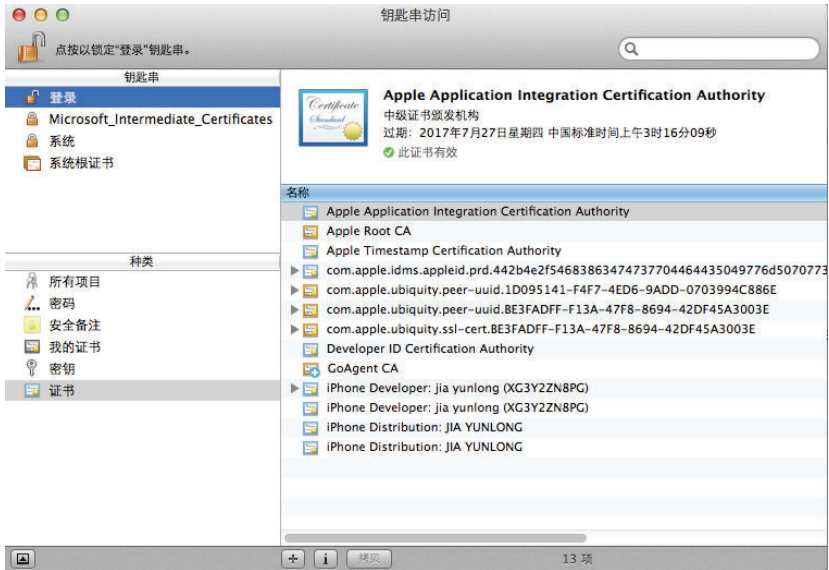 钥匙串访问
点按以锁定“登录”钥匙串。
钥匙串
登录
Microsoft_Intermediate_Certificates
系统
系统根证书
种类
所有项目
密码
安全备注
我的证书
密钥
证书
Certificate
Standard
Apple Application Integration Certification Authority
中级证书颁发机构
过期: 2017年7月27日星期四 中国标准时间上午3时16分09秒
此证书有效
名称
Apple Application Integration Certification Authority
Apple Root CA
Apple Timestamp Certification Authority
com.apple.idms.appleid.prd.442b4e2f54683863474737704464435049776d5070773
com.apple.ubiquity.peer-uuid.1D095141-F4F7-4ED6-9ADD-0703994C886E
com.apple.ubiquity.peer-uuid.BE3FADFF-F13A-47F8-8694-42DF45A3003E
com.apple.ubiquity.ssl-cert.BE3FADFF-F13A-47F8-8694-42DF45A3003E
Developer ID Certification Authority
GoAgent CA
iPhone Developer: jia yunlong (XG3Y2ZN8PG)
iPhone Developer: jia yunlong (XG3Y2ZN8PG)
iPhone Distribution: JIA YUNLONG
iPhone Distribution: JIA YUNLONG
拷贝
13 项